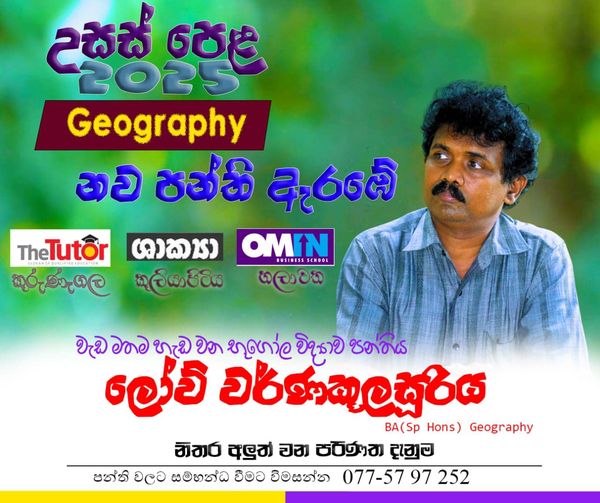 උසස් පෙළ
2025
Geography
නව පන්ති ඇරඹේ
TheTutor
ශාක්‍යා
OMIN
BUSINESS SCHOOL
කුරුණෑගල
කුලියාපිටිය
හලාවත
වැඩ මතම හැඩ වන භූගෝල විද්‍යාව පන්තිය
ලෝච් වර්ණකුලසූරිය
BA(Sp Hons) Geography
නිතර අලුත් වන පරිණත දැනුම
පන්ති වලට සම්භන්ධ වීමට විමසන්න 077-57 97 252